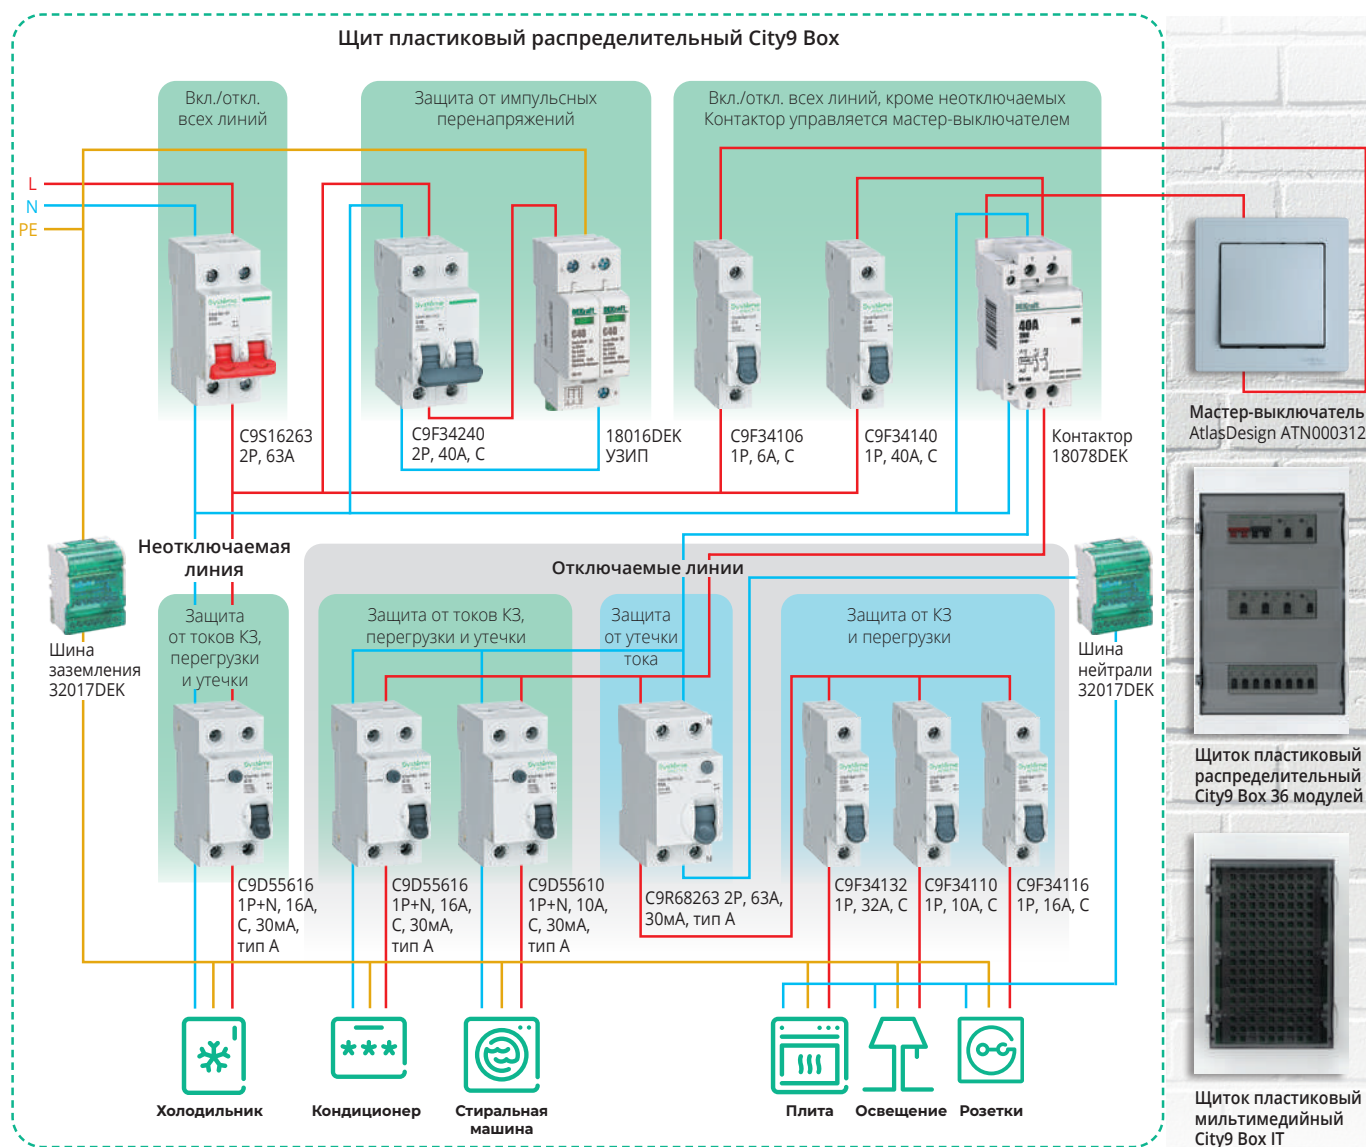 Щит пластиковый распределительный City9 Box
Вкл./откл.
всех линий
Защита от импульсных
перенапряжений
Вкл./откл. всех линий, кроме неотключаемых
Контактор управляется мастер-выключателем
L
N
PE
C9S16263
2P, 63A
C9F34240
2P, 40A, C
18016DEK
УЗИП
C9F34106
1P, 6A, C
C9F34140
1P, 40A, C
40A
Контактор
18078DEK
Мастер-выключатель
AtlasDesign ATN000312
Неотключаемая
линия
Отключаемые линии
Шина
заземления
32017DEK
Защита
от токов КЗ,
перегрузки
и утечки
Защита от токов КЗ,
перегрузки и утечки
Защита
от утечки
тока
Защита от КЗ
и перегрузки
Шина
нейтрали
32017DEK
C9D55616
1P+N, 16A,
C, 30мА,
тип А
C9D55616
1P+N, 16A,
C, 30мА,
тип А
C9D55610
1P+N, 10A,
C, 30мА,
тип А
C9R68263 2P, 63A,
30мА, тип А
C9F34132
1P, 32A, C
C9F34110
1P, 10A, C
C9F34116
1P, 16A, C
Холодильник
Кондиционер
Стиральная
машина
Плита
Освещение
Розетки
Щиток пластиковый
распределительный
City9 Box 36 модулей
Щиток пластиковый
мильтимедийный
City9 Box IT